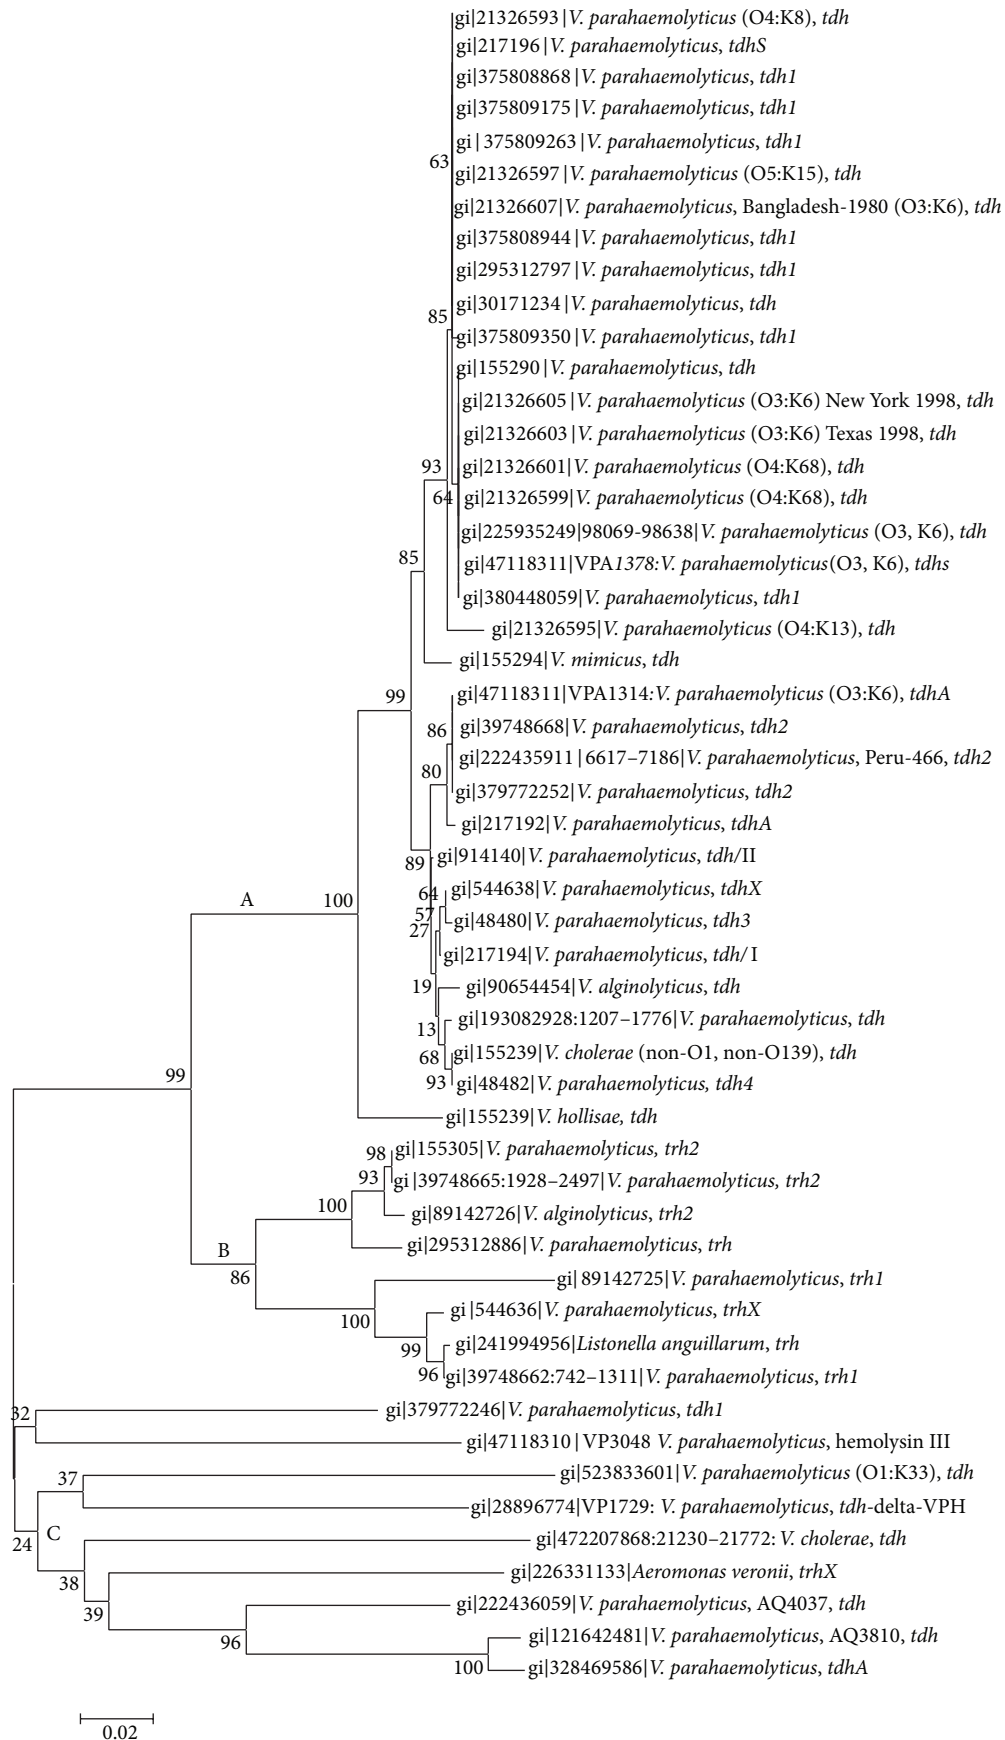 gi|21326593|V. parahaemolyticus (O4:K8), tdh
gi|217196|V. parahaemolyticus, tdhS
gi|375808868|V. parahaemolyticus, tdh1
gi|375809175|V. parahaemolyticus, tdh1
gi|375809263|V. parahaemolyticus, tdh1
63
gi|21326597|V. parahaemolyticus (O5:K15), tdh
gi|21326607|V. parahaemolyticus, Bangladesh-1980 (O3:K6), tdh
gi|375808944|V. parahaemolyticus, tdh1
gi|295312797|V. parahaemolyticus, tdh1
gi|30171234|V. parahaemolyticus, tdh
85
gi|375809350|V. parahaemolyticus, tdh1
gi|155290|V. parahaemolyticus, tdh
gi|21326605|V. parahaemolyticus (O3:K6) New York 1998, tdh
gi|21326603|V. parahaemolyticus (O3:K6) Texas 1998, tdh
93
gi|21326601|V. parahaemolyticus (O4:K68), tdh
64
gi|21326599|V. parahaemolyticus (O4:K68), tdh
gi|225935249|98069-98638|V. parahaemolyticus (O3, K6), tdh
85
gi|47118311|VPA1378:V. parahaemolyticus(O3, K6), tdhs
gi|380448059|V. parahaemolyticus, tdh1
gi|21326595|V. parahaemolyticus (O4:K13), tdh
gi|155294|V. mimicus, tdh
99
gi|47118311|VPA1314:V. parahaemolyticus (O3:K6), tdhA
86
gi|39748668|V. parahaemolyticus, tdh2
gi|222435911|6617–7186|V. parahaemolyticus, Peru-466, tdh2
80
gi|379772252|V. parahaemolyticus, tdh2
gi|217192|V. parahaemolyticus, tdhA
89
gi|914140|V. parahaemolyticus, tdh/II
A
100
64
gi|544638|V. parahaemolyticus, tdhX
57
gi|48480|V. parahaemolyticus, tdh3
27
gi|217194|V. parahaemolyticus, tdh/I
19
gi|90654454|V. alginolyticus, tdh
13
gi|193082928:1207–1776|V. parahaemolyticus, tdh
68
gi|155239|V. cholerae (non-O1, non-O139), tdh
99
93
gi|48482|V. parahaemolyticus, tdh4
gi|155239|V. hollisae, tdh
98
gi|155305|V. parahaemolyticus, trh2
93
gi|39748665:1928–2497|V. parahaemolyticus, trh2
100
gi|89142726|V. alginolyticus, trh2
gi|295312886|V. parahaemolyticus, trh
B
86
gi|89142725|V. parahaemolyticus, trh1
100
gi|544636|V. parahaemolyticus, trhX
99
gi|241994956|Listonella anguillarum, trh
96
gi|39748662:742–1311|V. parahaemolyticus, trh1
32
gi|379772246|V. parahaemolyticus, tdh1
gi|47118310|VP3048 V. parahaemolyticus, hemolysin III
37
gi|523833601|V. parahaemolyticus (O1:K33), tdh
gi|28896774|VP1729: V. parahaemolyticus, tdh-delta-VPH
24
C
gi|472207868:21230–21772: V. cholerae, tdh
38
gi|226331133|Aeromonas veronii, trhX
39
gi|222436059|V. parahaemolyticus, AQ4037, tdh
96
gi|121642481|V. parahaemolyticus, AQ3810, tdh
100
gi|328469586|V. parahaemolyticus, tdhA
0.02